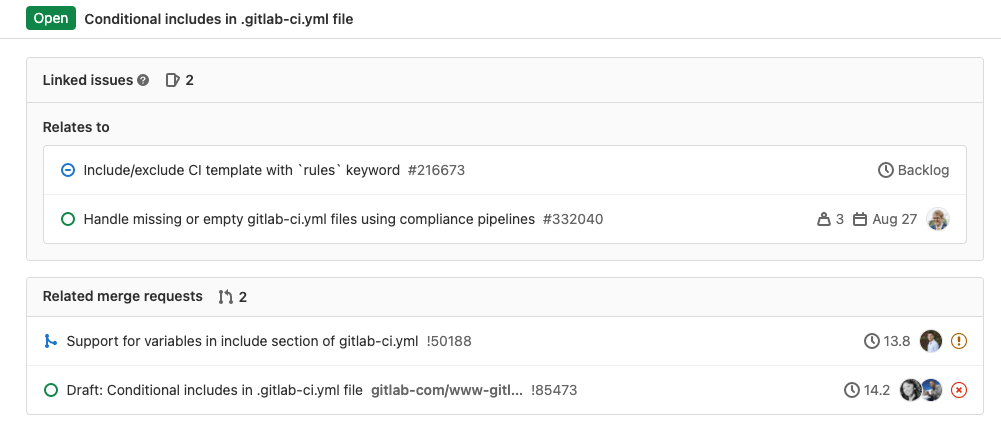 Open Conditional includes in .gitlab-ci.yml file
Linked issues ? 2
Relates to
Include/exclude CI template with `rules` keyword #216673 Backlog
Handle missing or empty gitlab-ci.yml files using compliance pipelines #332040 3 Aug 27
Related merge requests 2
Support for variables in include section of gitlab-ci.yml !50188 13.8
Draft: Conditional includes in .gitlab-ci.yml file gitlab-com/www-gitl... !85473 14.2